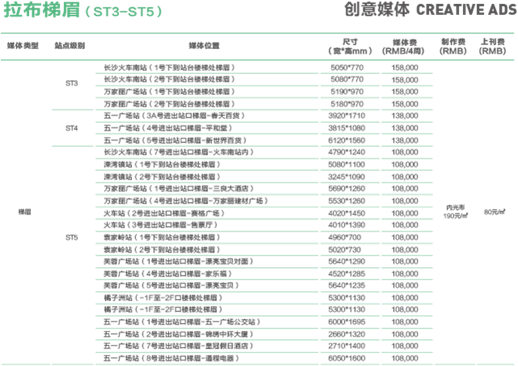 拉布梯眉（ST3-ST5） 创意媒体 CREATIVE ADS
媒体类型 站点级别 媒体位置 尺寸（宽*高mm） 媒体费（RMB/4周） 制作费（RMB） 上刊费（RMB）
梯眉 内光布190元/㎡ 80元/㎡
ST3
长沙火车南站（1号下到站台楼梯处梯眉） 5050*770 158,000
长沙火车南站（2号下到站台楼梯处梯眉） 5080*770 158,000
万家丽广场站（1号下到站台楼梯处梯眉） 5190*970 158,000
万家丽广场站（2号下到站台楼梯处梯眉） 5180*970 158,000
ST4
五一广场站（3A号进出站口梯眉-春天百货） 3920*1710 138,000
五一广场站（4号进出站口梯眉-平和堂） 3815*1080 138,000
五一广场站（5号进出站口梯眉-新世界百货） 6120*1560 138,000
ST5
长沙火车南站（7号进出站口梯眉-火车南站内） 4790*1240 108,000
溁湾镇站（1号下到站台楼梯处梯眉） 5080*1100 108,000
溁湾镇站（2号下到站台楼梯处梯眉） 3245*1090 108,000
万家丽广场站（1号进出站口梯眉-三良大酒店） 5690*1260 108,000
万家丽广场站（4号进出站口梯眉-万家丽建材广场） 5530*1260 108,000
火车站（2号进出站口梯眉-赛格广场） 4020*1450 108,000
火车站（3号进出站口梯眉-售票厅） 4010*1390 108,000
袁家岭站（1号下到站台楼梯处梯眉） 4960*700 108,000
袁家岭站（2号下到站台楼梯处梯眉） 5020*730 108,000
芙蓉广场站（1号进出站口梯眉-漂亮宝贝对面） 5640*1290 108,000
芙蓉广场站（4号进出站口梯眉-家乐福） 4520*1285 108,000
芙蓉广场站（5号进出站口梯眉-漂亮宝贝） 5640*1235 108,000
橘子洲站（-1F至-2F口楼梯处梯眉） 5300*1130 108,000
橘子洲站（-1F至-2F口楼梯处梯眉） 5300*1130 108,000
五一广场站（1号进出站口梯眉-五一广场公交站） 6000*1695 108,000
五一广场站（2号进出站口梯眉-锦绣中环大厦） 2660*1320 108,000
五一广场站（7号进出站口梯眉-皇冠假日酒店） 2710*1400 108,000
五一广场站（8号进出站口梯眉-通程电器） 6050*1600 108,000